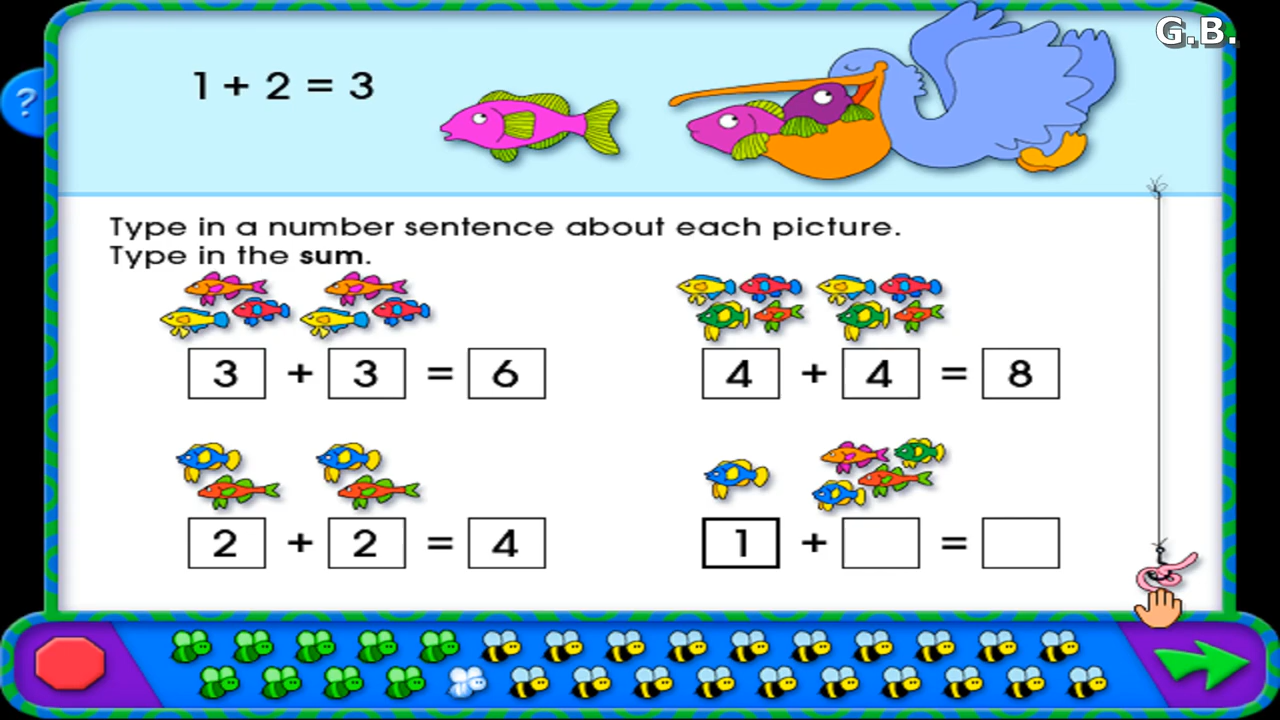 G.B.
?
1 + 2 = 3
Type in a number sentence about each picture.
Type in the sum.
3 + 3 = 6
4 + 4 = 8
2 + 2 = 4
1 + =